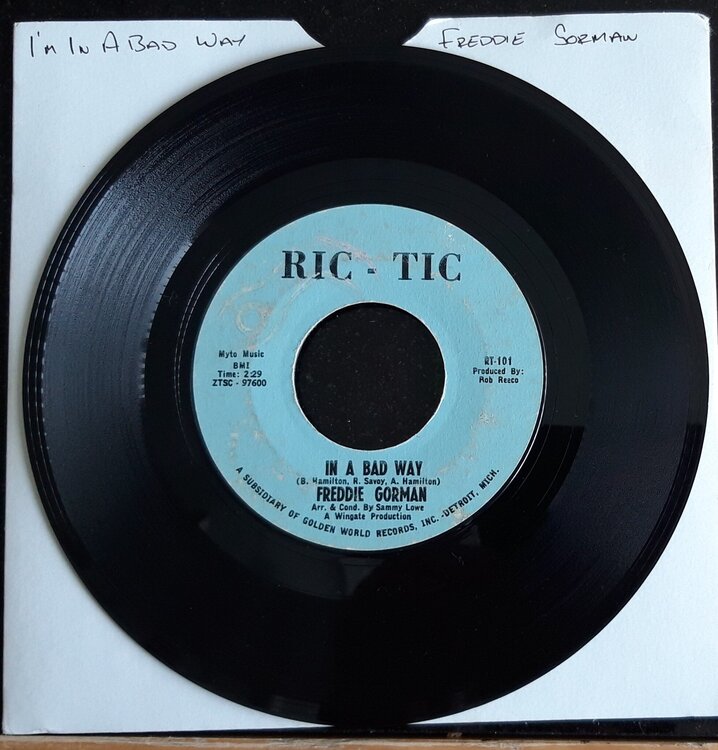 I'm In A Bad Way
Freddie Sorman
RIC - TIC
Myto Music
BMI
Time: 2:29
ZTSC - 97600
RT-101
Produced By:
Rob Reeco
IN A BAD WAY
(B. Hamilton, R. Savoy, A. Hamilton)
FREDDIE GORMAN
Arr. & Cond. By Sammy Lowe
A Wingate Production
A SUBSIDIARY OF GOLDEN WORLD RECORDS, INC.-DETROIT, MICH.